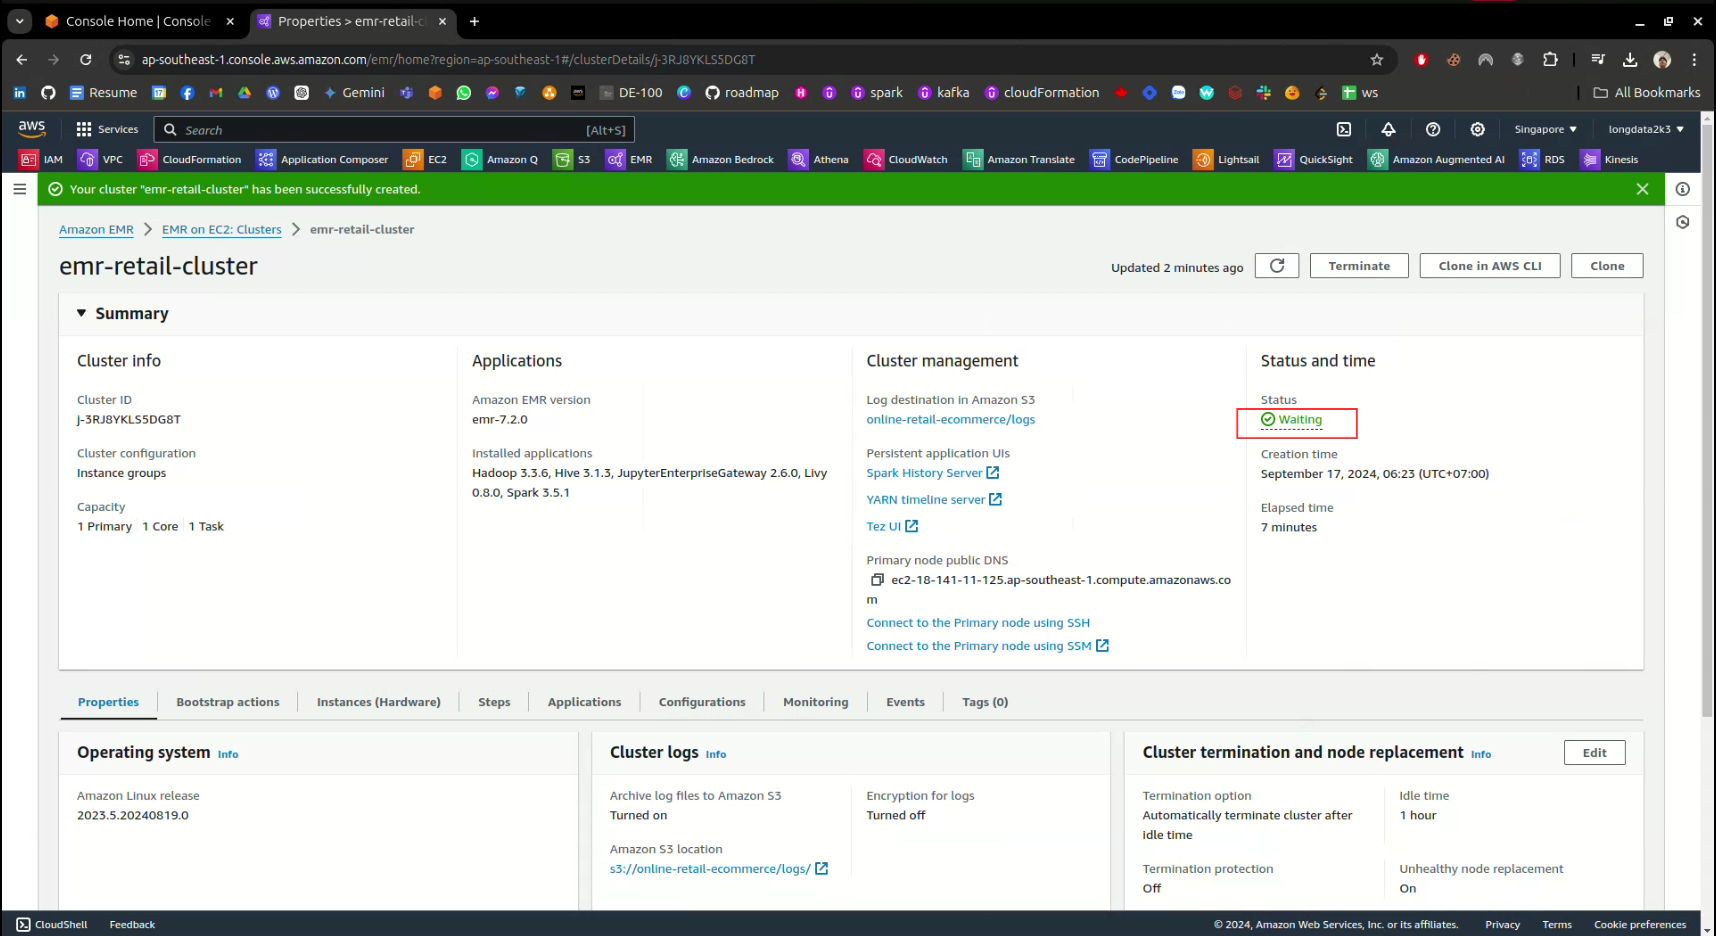 Console Home | Console
Properties > emr-retail-c
ap-southeast-1.console.aws.amazon.com/emr/home?region=ap-southeast-1#/clusterDetails/j-3RJ8YKLS5DG8T
Resume
Gemini
DE-100
roadmap
spark
kafka
cloudFormation
ws
All Bookmarks
aws
Services
Search
[Alt+S]
Singapore
longdata2k3
IAM
VPC
CloudFormation
Application Composer
EC2
Amazon Q
S3
EMR
Amazon Bedrock
Athena
CloudWatch
Amazon Translate
CodePipeline
Lightsail
QuickSight
Amazon Augmented AI
RDS
Kinesis
Your cluster "emr-retail-cluster" has been successfully created.
Amazon EMR
EMR on EC2: Clusters
emr-retail-cluster
emr-retail-cluster
Updated 2 minutes ago
Terminate
Clone in AWS CLI
Clone
Summary
Cluster info
Cluster ID
j-3RJ8YKLS5DG8T
Cluster configuration
Instance groups
Capacity
1 Primary
1 Core
1 Task
Applications
Amazon EMR version
emr-7.2.0
Installed applications
Hadoop 3.3.6, Hive 3.1.3, JupyterEnterpriseGateway 2.6.0, Livy
0.8.0, Spark 3.5.1
Cluster management
Log destination in Amazon S3
online-retail-ecommerce/logs
Persistent application UIs
Spark History Server
YARN timeline server
Tez UI
Primary node public DNS
ec2-18-141-11-125.ap-southeast-1.compute.amazonaws.co
m
Connect to the Primary node using SSH
Connect to the Primary node using SSM
Status and time
Status
Waiting
Creation time
September 17, 2024, 06:23 (UTC+07:00)
Elapsed time
7 minutes
Properties
Bootstrap actions
Instances (Hardware)
Steps
Applications
Configurations
Monitoring
Events
Tags (0)
Operating system Info
Amazon Linux release
2023.5.20240819.0
Cluster logs Info
Archive log files to Amazon S3
Turned on
Encryption for logs
Turned off
Amazon S3 location
s3://online-retail-ecommerce/logs/
Cluster termination and node replacement Info
Edit
Termination option
Automatically terminate cluster after
idle time
Idle time
1 hour
Termination protection
Off
Unhealthy node replacement
On
CloudShell
Feedback
© 2024, Amazon Web Services, Inc. or its affiliates.
Privacy
Terms
Cookie preferences